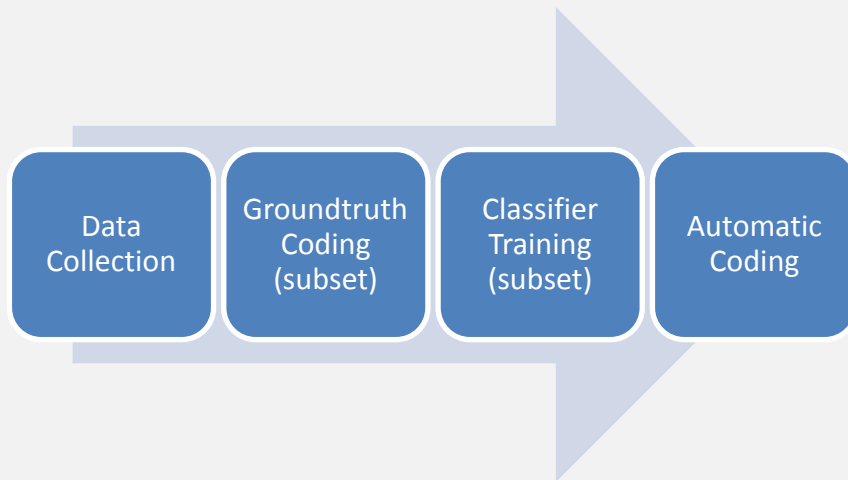 Data
Collection
Groundtruth
Coding
(subset)
Classifier
Training
(subset)
Automatic
Coding